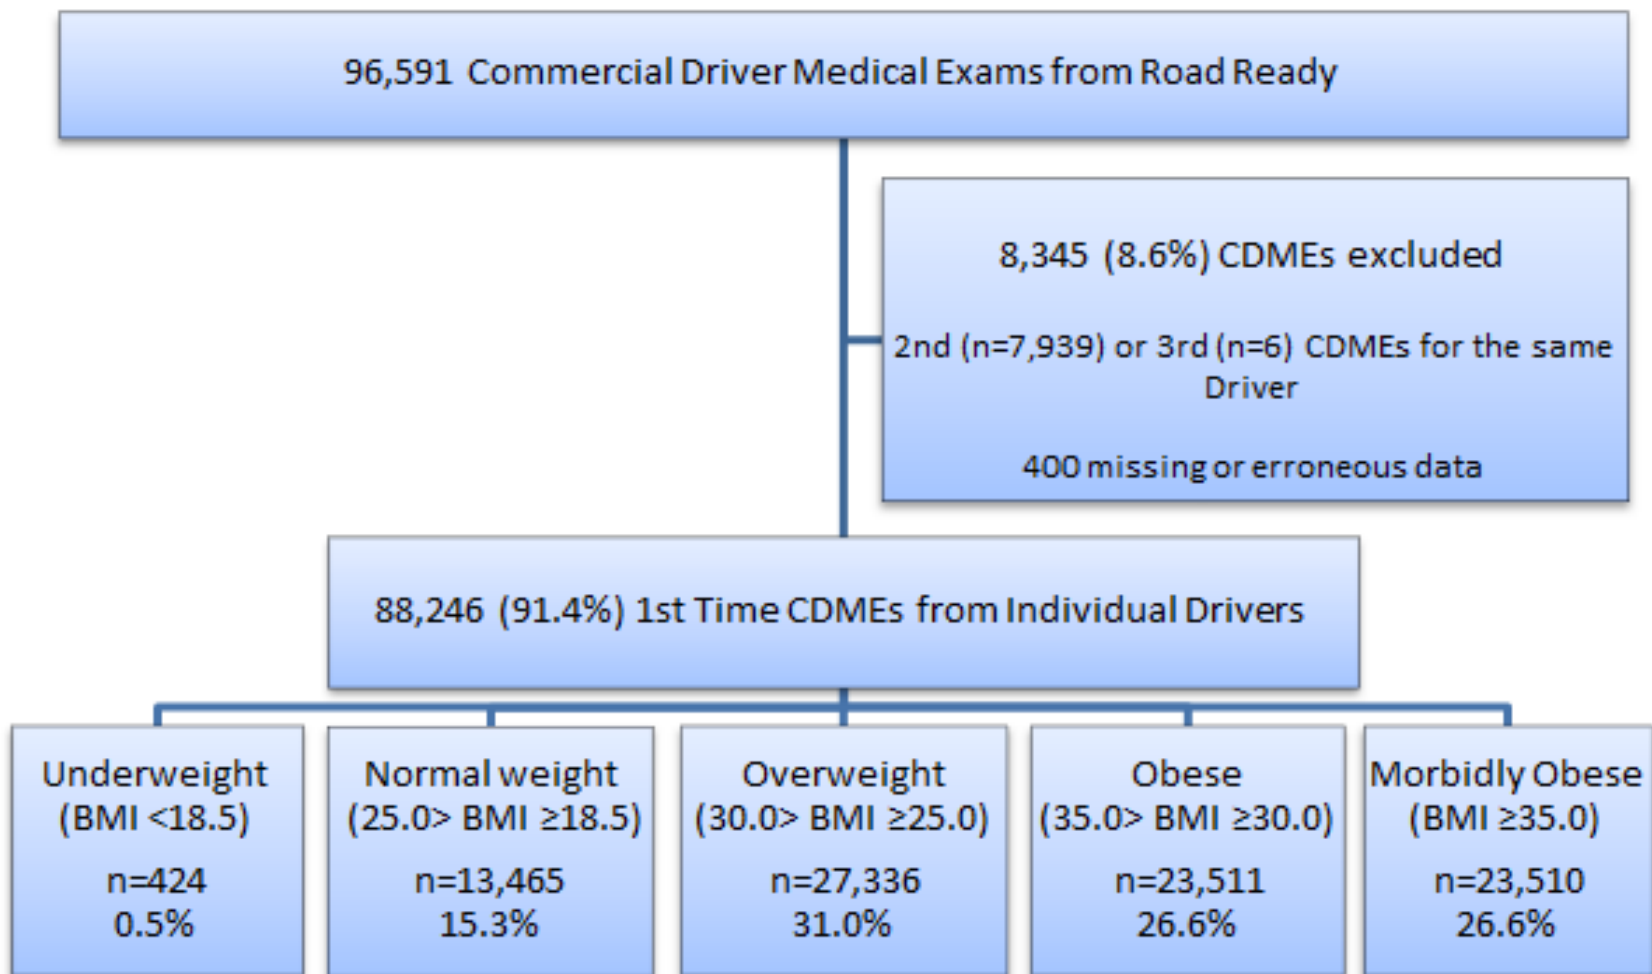 96,591 Commercial Driver Medical Exams from Road Ready
8,345 (8.6%) CDMEs excluded
2nd (n=7,939) or 3rd (n=6) CDMEs for the same
Driver
400 missing or erroneous data
88,246 (91.4%) 1st Time CDMEs from Individual Drivers
Underweight
(BMI <18.5)
n=424
0.5%
Normal weight
(25.0> BMI ≥18.5)
n=13,465
15.3%
Overweight
(30.0> BMI ≥25.0)
n=27,336
31.0%
Obese
(35.0> BMI ≥30.0)
n=23,511
26.6%
Morbidly Obese
(BMI ≥35.0)
n=23,510
26.6%